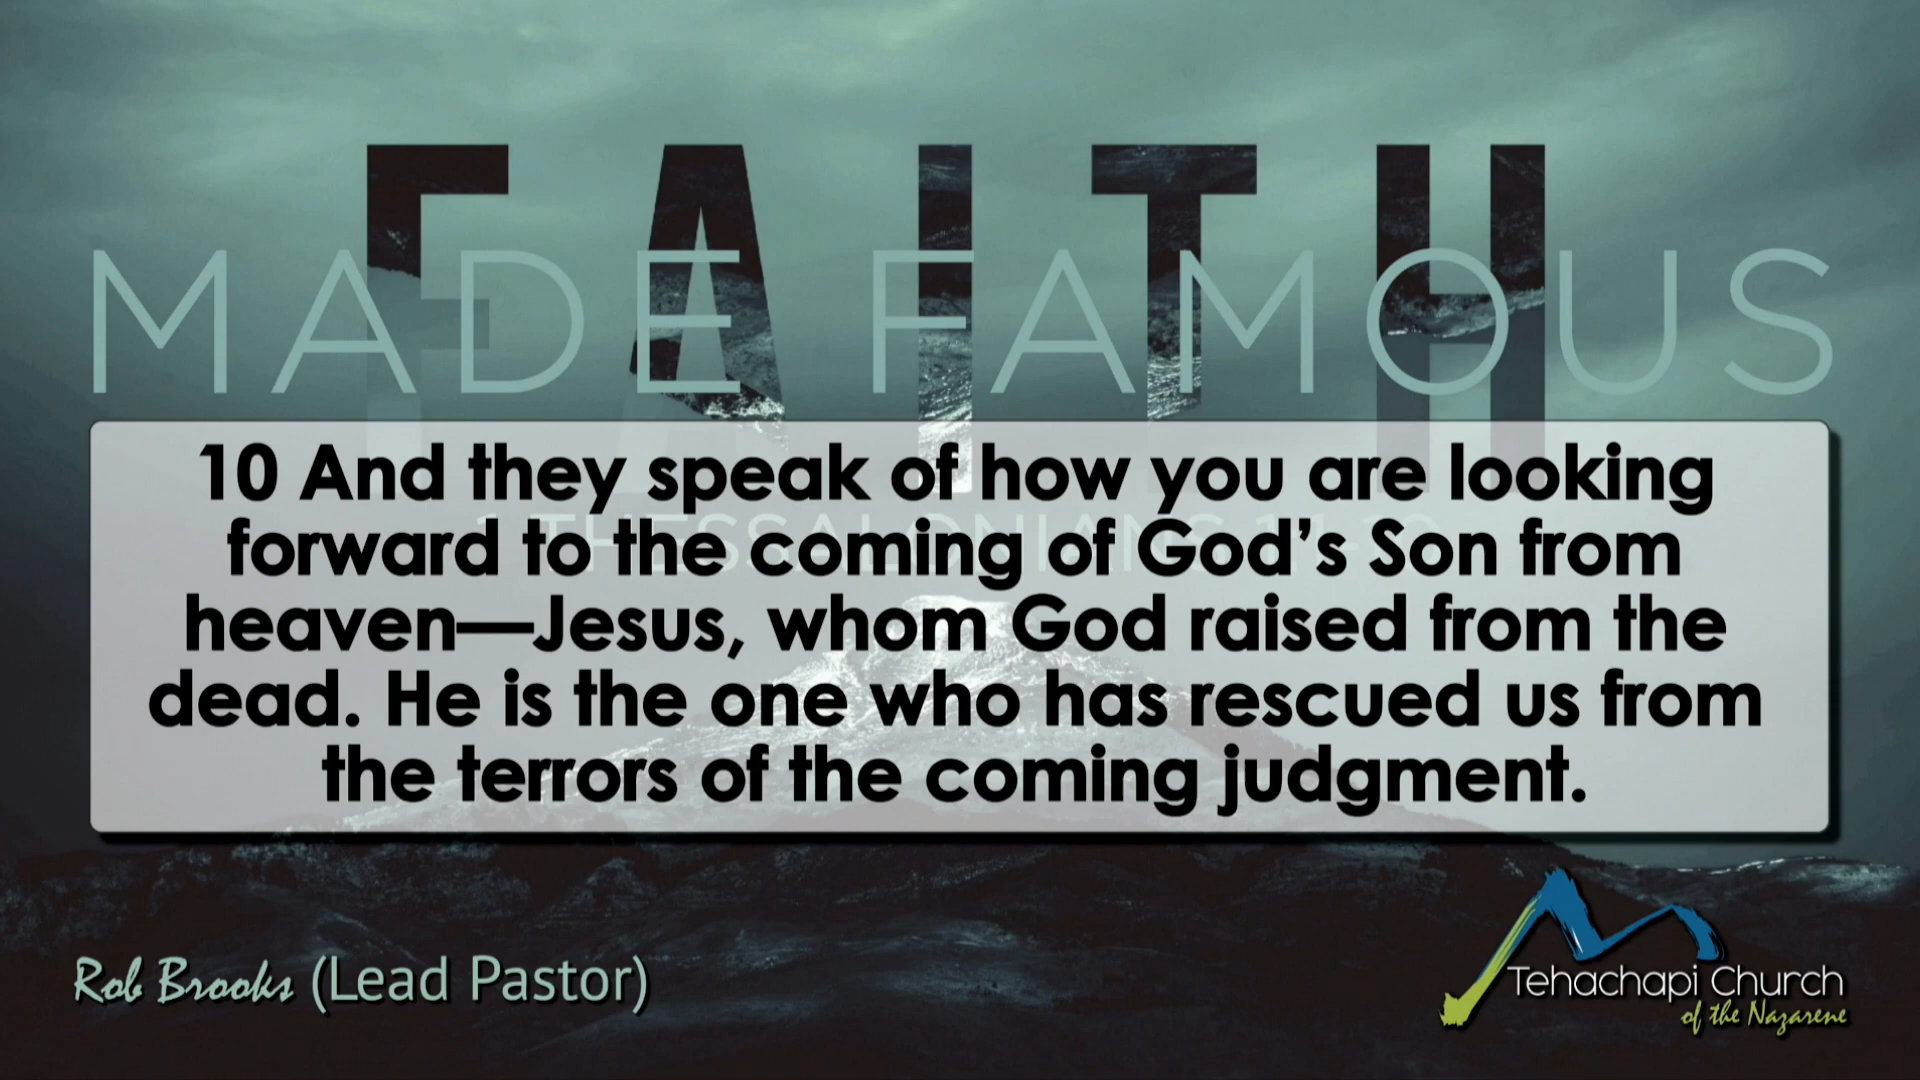 FAITH
MADE FAMOUS
10 And they speak of how you are looking
forward to the coming of God’s Son from
heaven—Jesus, whom God raised from the
dead. He is the one who has rescued us from
the terrors of the coming judgment.
THESSALONIANS
Rob Brooks (Lead Pastor)
Tehachapi Church
of the Nazarene